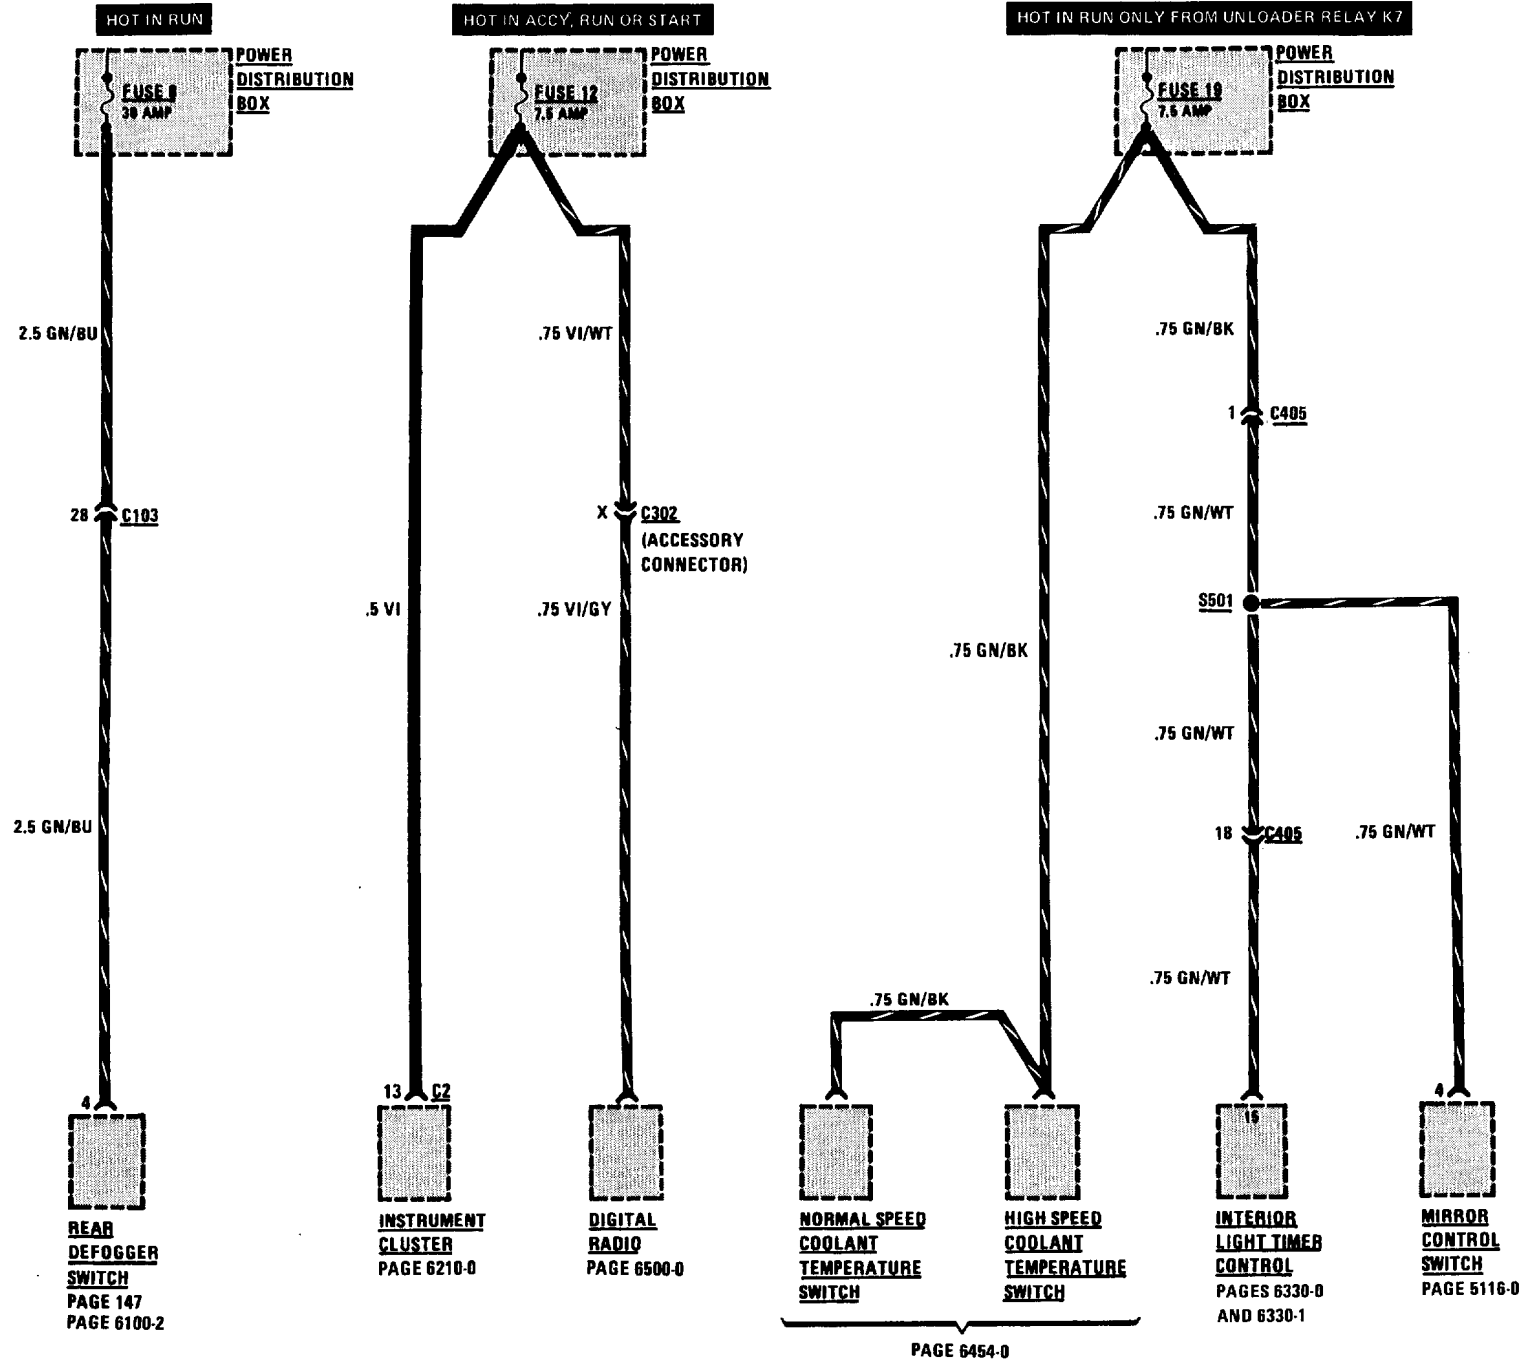 HOT IN RUN
HOT IN ACCY, RUN OR START
HOT IN RUN ONLY FROM UNLOADER RELAY K7
POWER
DISTRIBUTION
BOX
FUSE 8
30 AMP
POWER
DISTRIBUTION
BOX
FUSE 12
7.5 AMP
POWER
DISTRIBUTION
BOX
FUSE 19
7.5 AMP
2.5 GN/BU
.75 VI/WT
.75 GN/BK
1 C405
28 C103
X C302
(ACCESSORY
CONNECTOR)
.75 GN/WT
.5 VI
.75 VI/GY
S501
.75 GN/BK
.75 GN/WT
2.5 GN/BU
18 C405
.75 GN/WT
.75 GN/WT
.75 GN/BK
4
13 C2
15
4
REAR
DEFOGGER
SWITCH
PAGE 147
PAGE 6100-2
INSTRUMENT
CLUSTER
PAGE 6210-0
DIGITAL
RADIO
PAGE 6500-0
NORMAL SPEED
COOLANT
TEMPERATURE
SWITCH
HIGH SPEED
COOLANT
TEMPERATURE
SWITCH
PAGE 6454-0
INTERIOR
LIGHT TIMER
CONTROL
PAGES 6330-0
AND 6330-1
MIRROR
CONTROL
SWITCH
PAGE 5116-0